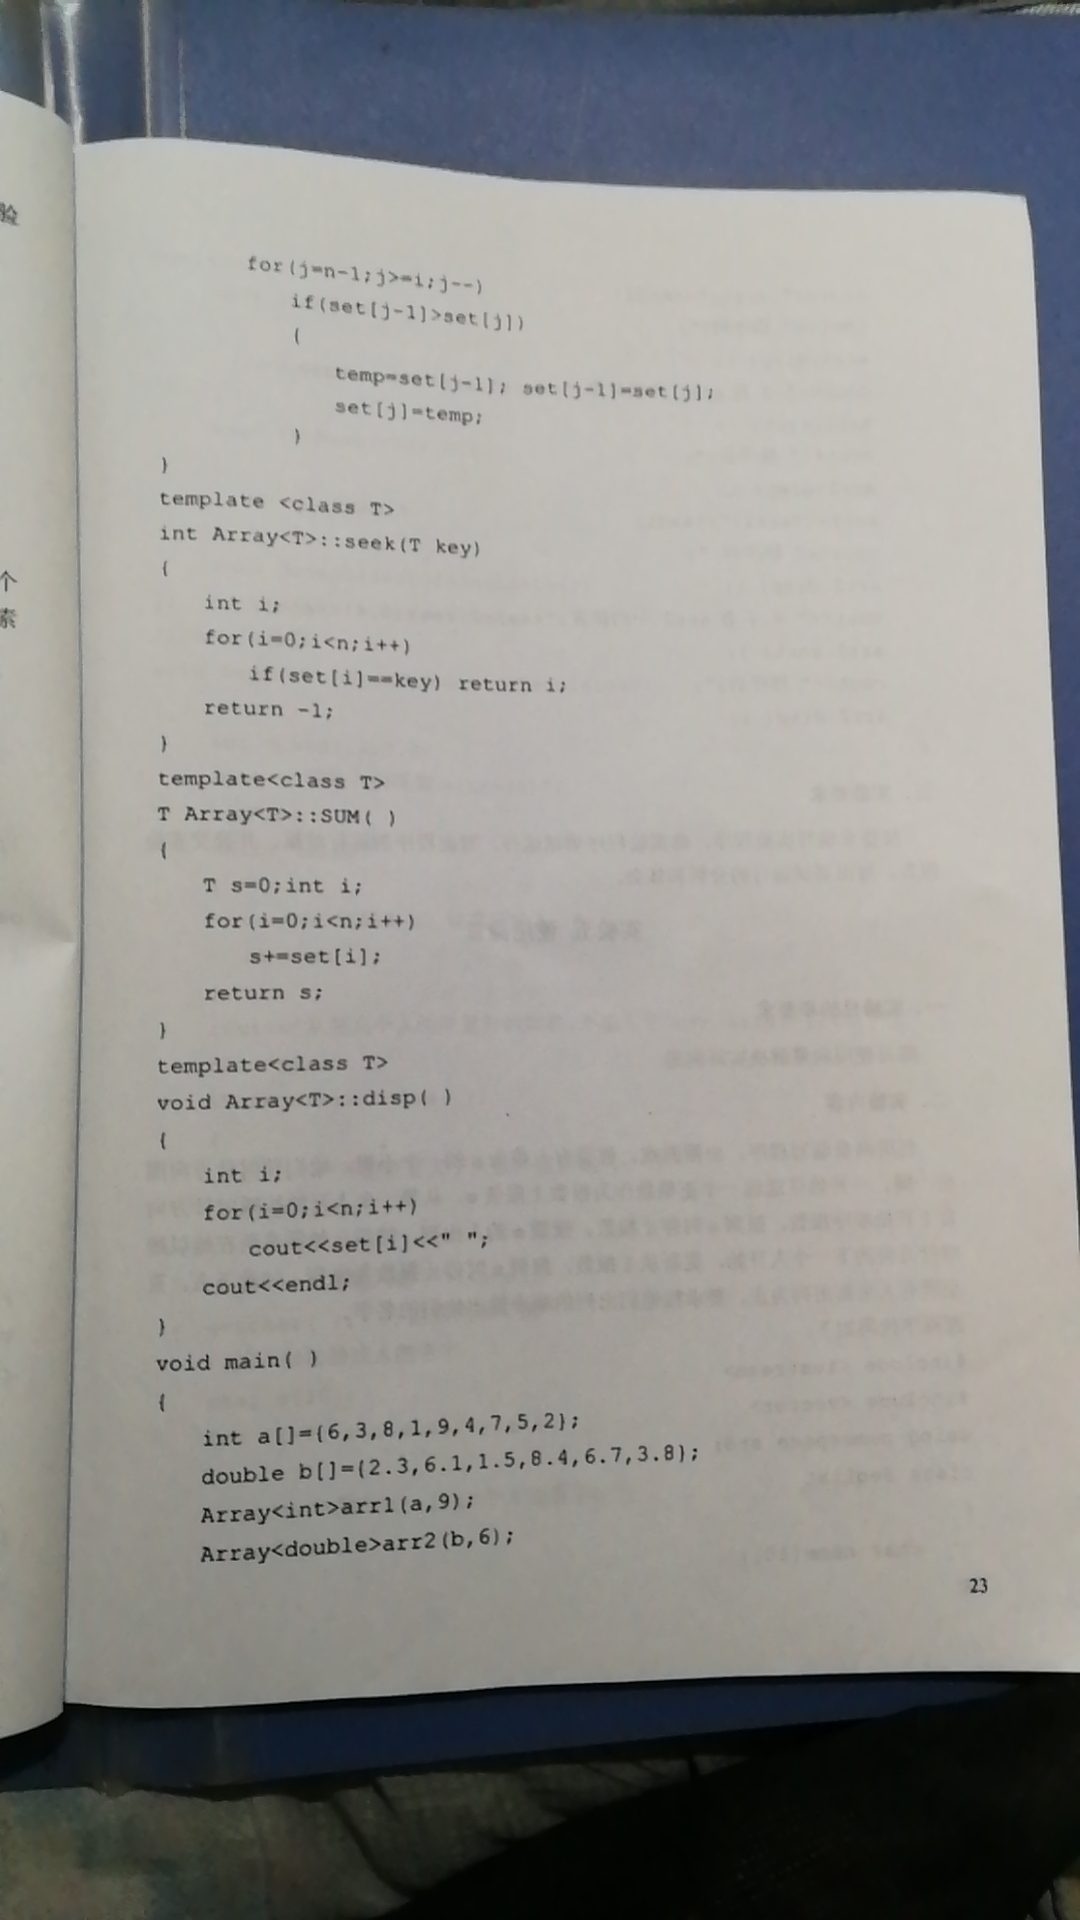 验
个
素
for(j=n-1;j>=i;j--)
if(set[j-1]>set[j])
{
temp=set[j-1]; set[j-1]=set[j];
set[j]=temp;
}
}
template <class T>
int Array<T>::seek(T key)
{
int i;
for(i=0;i<n;i++)
if(set[i]==key) return i;
return -1;
}
template<class T>
T Array<T>::SUM( )
{
T s=0;int i;
for(i=0;i<n;i++)
s+=set[i];
return s;
}
template<class T>
void Array<T>::disp( )
{
int i;
for(i=0;i<n;i++)
cout<<set[i]<<" ";
cout<<endl;
}
void main( )
{
int a[]={6,3,8,1,9,4,7,5,2};
double b[]={2.3,6.1,1.5,8.4,6.7,3.8};
Array<int>arr1(a,9);
Array<double>arr2(b,6);
23